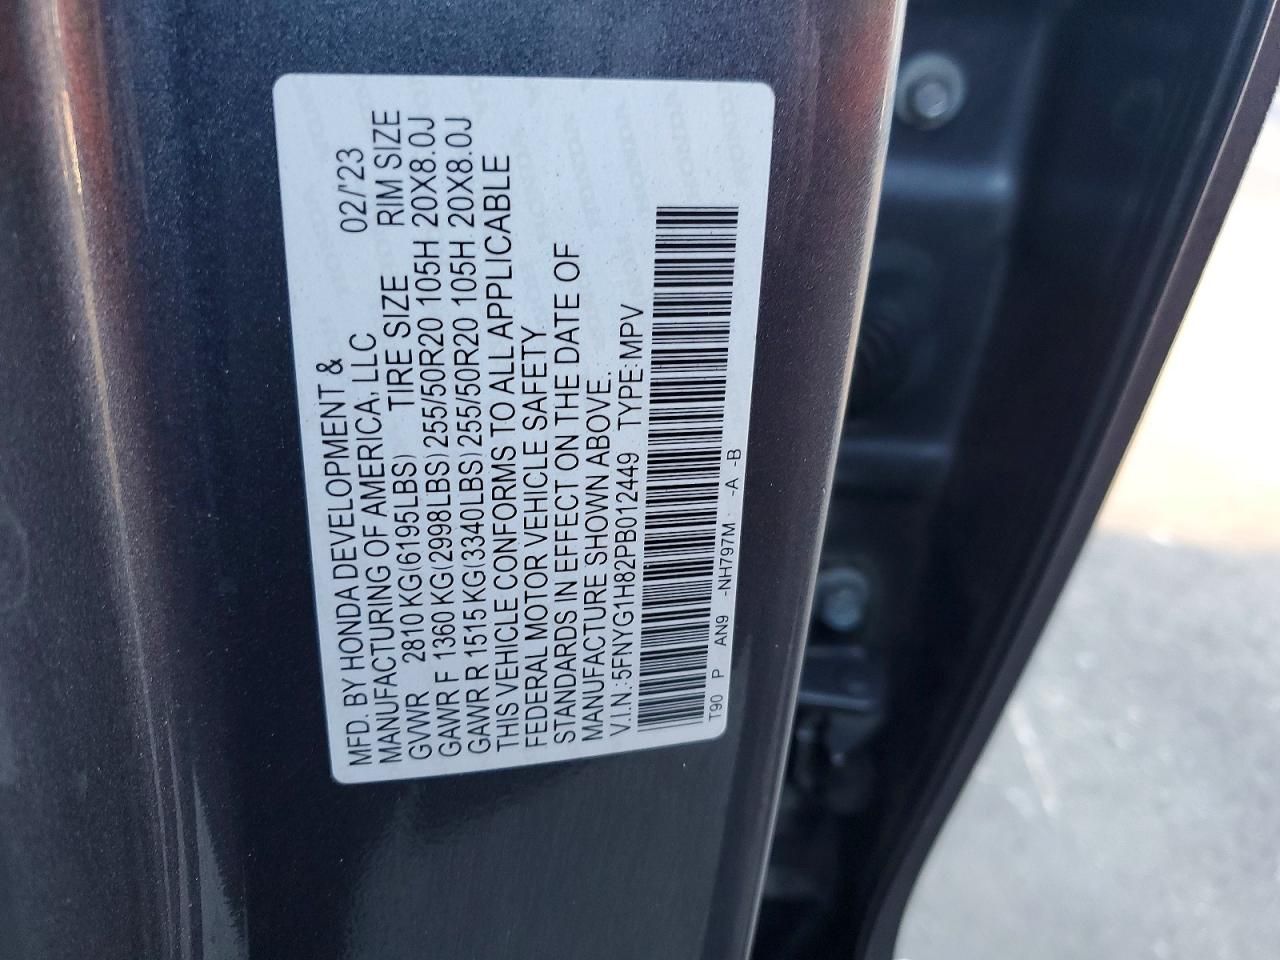 MFD. BY HONDA DEVELOPMENT &
MANUFACTURING OF AMERICA, LLC 02/'23
GVWR 2810 KG(6195LBS) TIRE SIZE RIM SIZE
GAWR F 1360 KG(2998LBS) 255/50R20 105H 20X8.0J
GAWR R 1515 KG(3340LBS) 255/50R20 105H 20X8.0J
THIS VEHICLE CONFORMS TO ALL APPLICABLE
FEDERAL MOTOR VEHICLE SAFETY
STANDARDS IN EFFECT ON THE DATE OF
MANUFACTURE SHOWN ABOVE.
V.I.N.:5FNYG1H82PB012449 TYPE:MPV
T90 P AN9 -NH797M -A -B